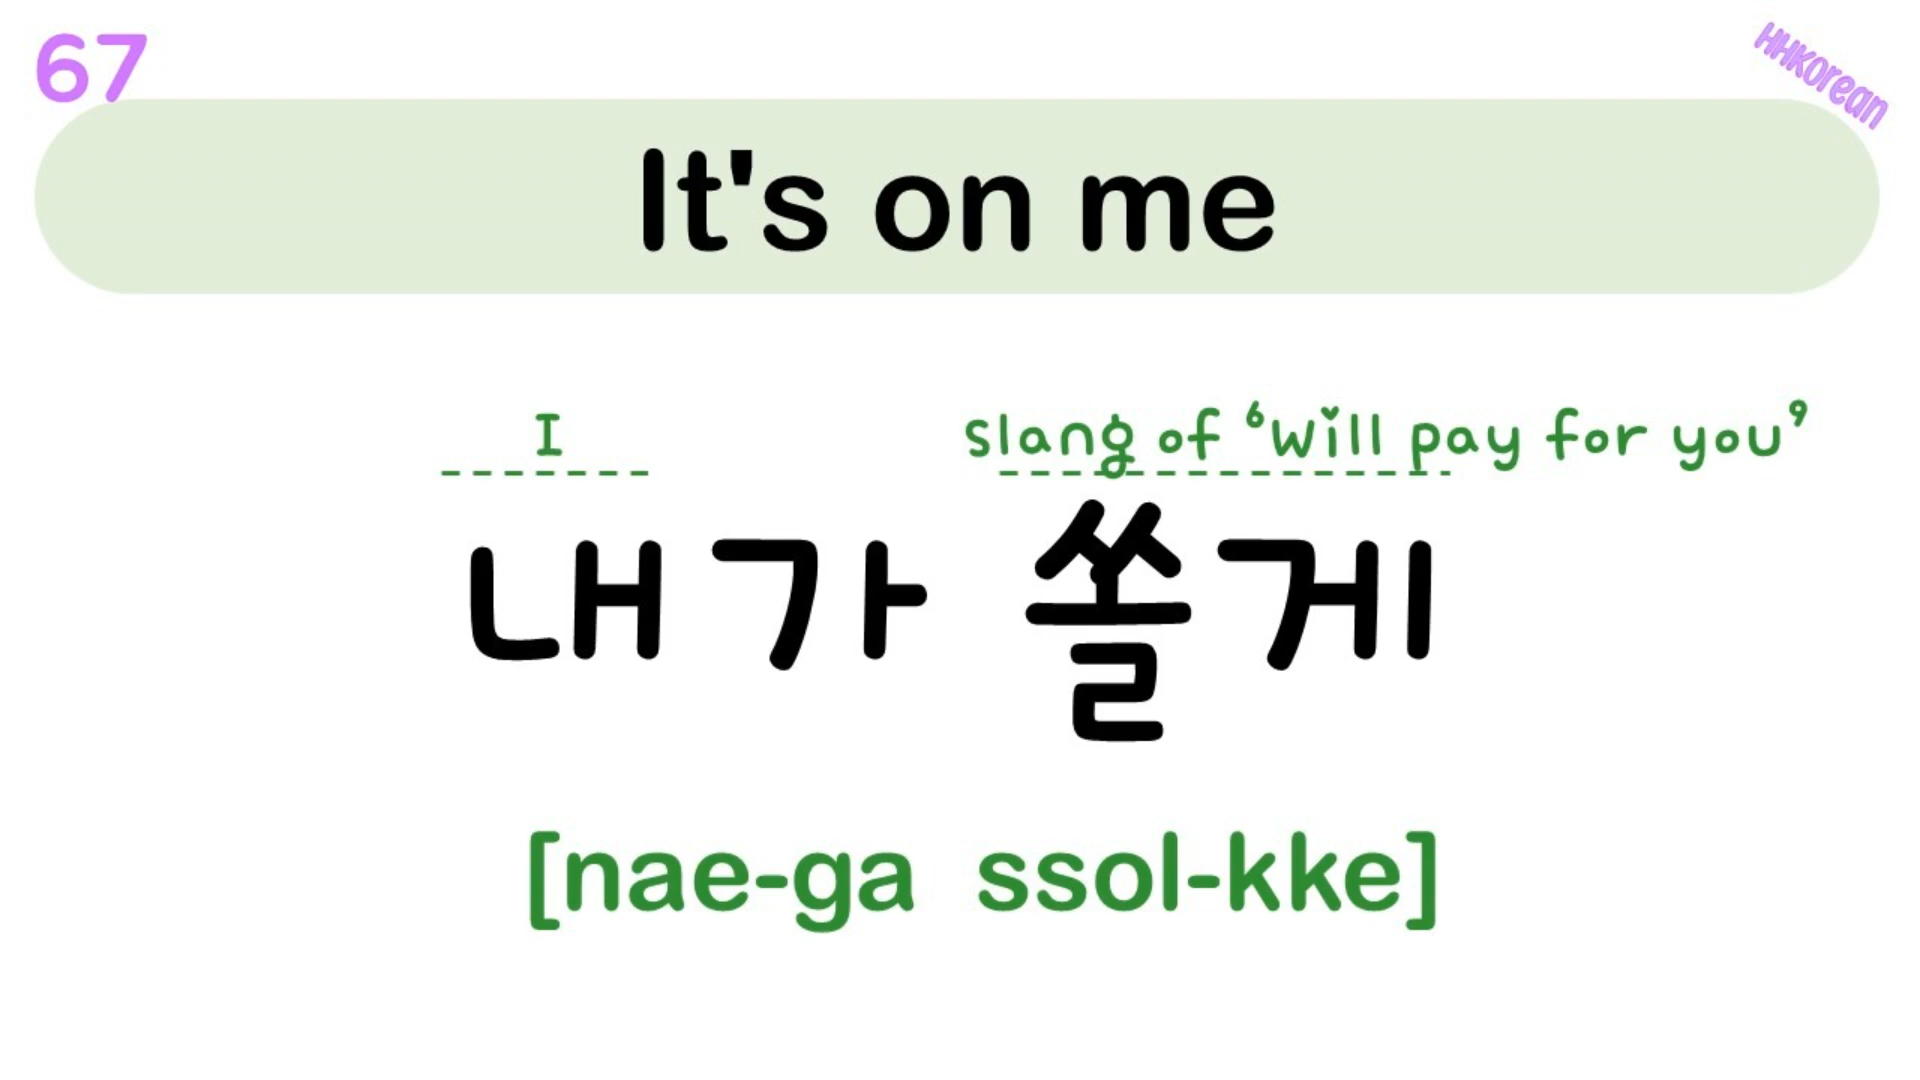 67
HHKorean
It's on me
I
slang of ‘will pay for you’
내가 쏠게
[nae-ga ssol-kke]